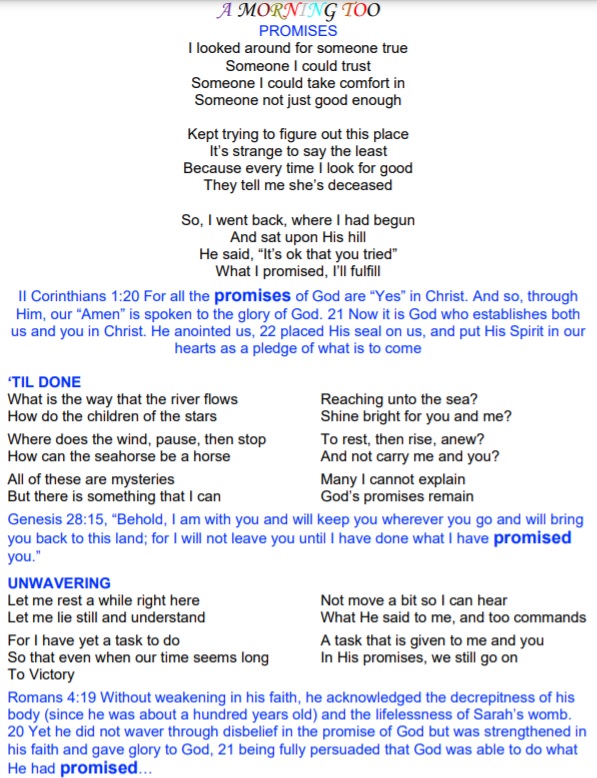 A MORNING TOO
PROMISES
I looked around for someone true
Someone I could trust
Someone I could take comfort in
Someone not just good enough
Kept trying to figure out this place
It’s strange to say the least
Because every time I look for good
They tell me she’s deceased
So, I went back, where I had begun
And sat upon His hill
He said, “It’s ok that you tried”
What I promised, I’ll fulfill
II Corinthians 1:20 For all the promises of God are “Yes” in Christ. And so, through
Him, our “Amen” is spoken to the glory of God. 21 Now it is God who establishes both
us and you in Christ. He anointed us, 22 placed His seal on us, and put His Spirit in our
hearts as a pledge of what is to come
‘TIL DONE
What is the way that the river flows Reaching unto the sea?
How do the children of the stars Shine bright for you and me?
Where does the wind, pause, then stop To rest, then rise, anew?
How can the seahorse be a horse And not carry me and you?
All of these are mysteries Many I cannot explain
But there is something that I can God’s promises remain
Genesis 28:15, “Behold, I am with you and will keep you wherever you go and will bring
you back to this land; for I will not leave you until I have done what I have promised
you.”
UNWAVERING
Let me rest a while right here Not move a bit so I can hear
Let me lie still and understand What He said to me, and too commands
For I have yet a task to do A task that is given to me and you
So that even when our time seems long In His promises, we still go on
To Victory
Romans 4:19 Without weakening in his faith, he acknowledged the decrepitness of his
body (since he was about a hundred years old) and the lifelessness of Sarah’s womb.
20 Yet he did not waver through disbelief in the promise of God but was strengthened in
his faith and gave glory to God, 21 being fully persuaded that God was able to do what
He had promised…